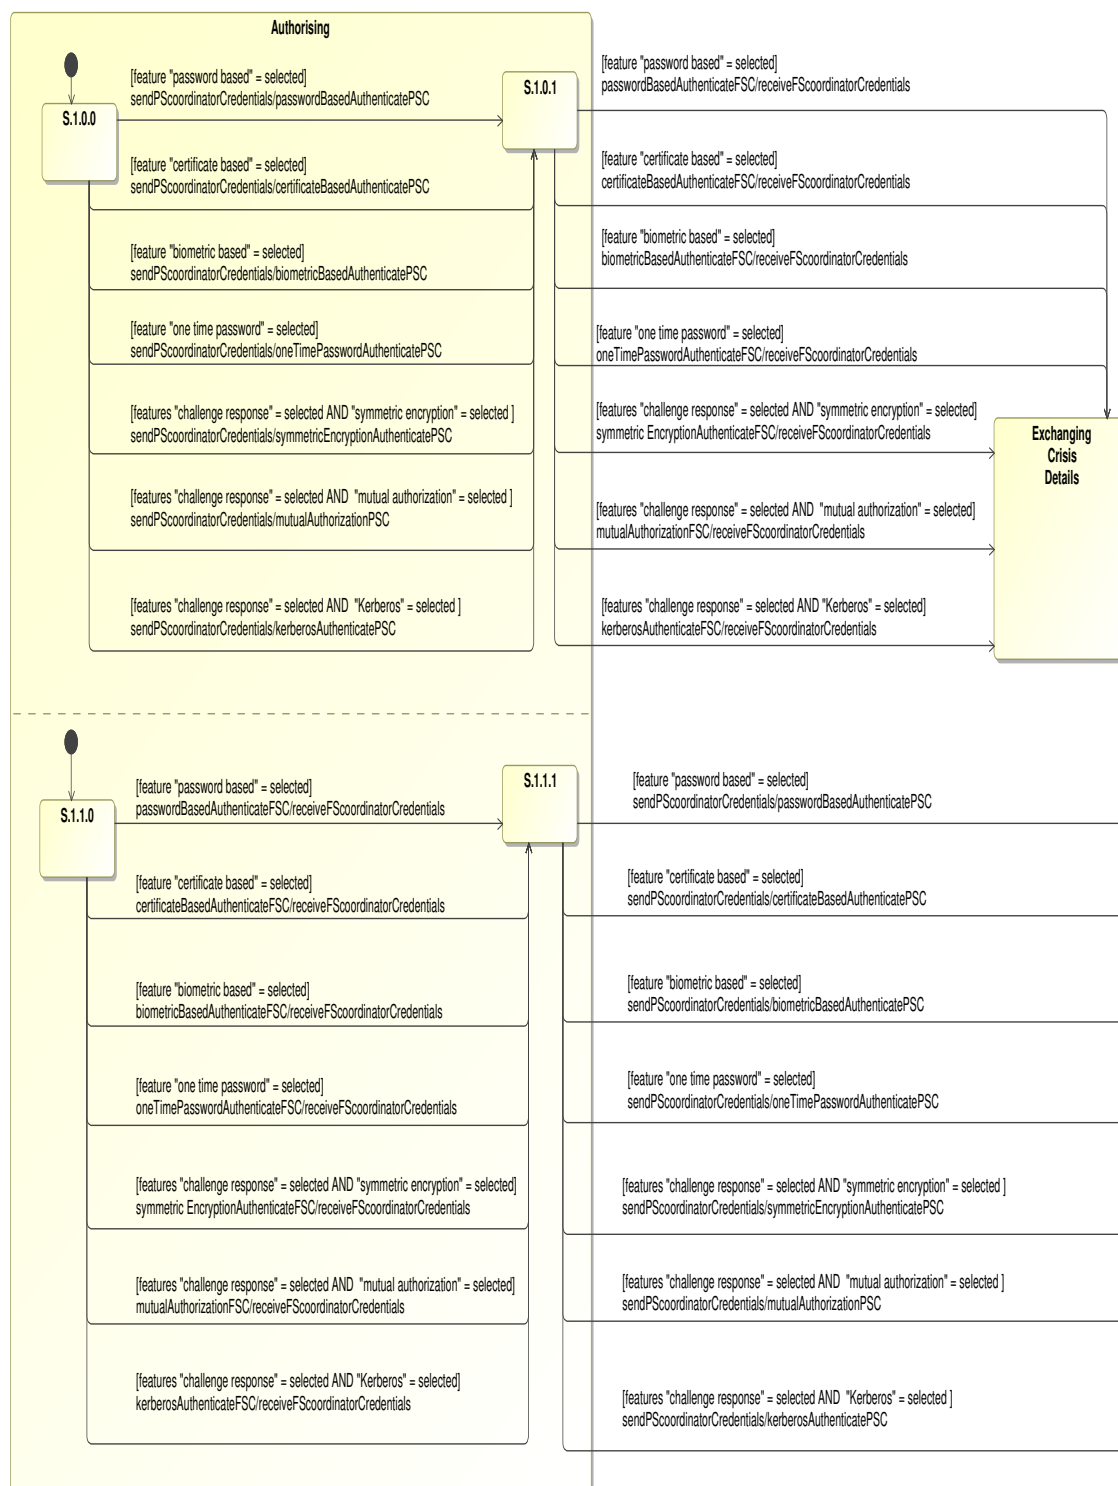 Authorising
[feature "password based" = selected]
sendPScoordinatorCredentials/passwordBasedAuthenticatePSC
S.1.0.0
[feature "certificate based" = selected]
sendPScoordinatorCredentials/certificateBasedAuthenticatePSC
[feature "biometric based" = selected]
sendPScoordinatorCredentials/biometricBasedAuthenticatePSC
[feature "one time password" = selected]
sendPScoordinatorCredentials/oneTimePasswordAuthenticatePSC
[features "challenge response" = selected AND "symmetric encryption" = selected ]
sendPScoordinatorCredentials/symmetricEncryptionAuthenticatePSC
[features "challenge response" = selected AND  "mutual authorization" = selected ]
sendPScoordinatorCredentials/mutualAuthorizationPSC
[features "challenge response" = selected AND  "Kerberos" = selected ]
sendPScoordinatorCredentials/kerberosAuthenticatePSC
S.1.0.1
[feature "password based" = selected]
passwordBasedAuthenticateFSC/receiveFScoordinatorCredentials
[feature "certificate based" = selected]
certificateBasedAuthenticateFSC/receiveFScoordinatorCredentials
[feature "biometric based" = selected]
biometricBasedAuthenticateFSC/receiveFScoordinatorCredentials
[feature "one time password" = selected]
oneTimePasswordAuthenticateFSC/receiveFScoordinatorCredentials
[features "challenge response" = selected AND "symmetric encryption" = selected]
symmetric EncryptionAuthenticateFSC/receiveFScoordinatorCredentials
[features "challenge response" = selected AND  "mutual authorization" = selected]
mutualAuthorizationFSC/receiveFScoordinatorCredentials
[features "challenge response" = selected AND "Kerberos" = selected]
kerberosAuthenticateFSC/receiveFScoordinatorCredentials
Exchanging
Crisis
Details
S.1.1.0
[feature "password based" = selected]
passwordBasedAuthenticateFSC/receiveFScoordinatorCredentials
[feature "certificate based" = selected]
certificateBasedAuthenticateFSC/receiveFScoordinatorCredentials
[feature "biometric based" = selected]
biometricBasedAuthenticateFSC/receiveFScoordinatorCredentials
[feature "one time password" = selected]
oneTimePasswordAuthenticateFSC/receiveFScoordinatorCredentials
[features "challenge response" = selected AND "symmetric encryption" = selected]
symmetric EncryptionAuthenticateFSC/receiveFScoordinatorCredentials
[features "challenge response" = selected AND  "mutual authorization" = selected]
mutualAuthorizationFSC/receiveFScoordinatorCredentials
[features "challenge response" = selected AND "Kerberos" = selected]
kerberosAuthenticateFSC/receiveFScoordinatorCredentials
S.1.1.1
[feature "password based" = selected]
sendPScoordinatorCredentials/passwordBasedAuthenticatePSC
[feature "certificate based" = selected]
sendPScoordinatorCredentials/certificateBasedAuthenticatePSC
[feature "biometric based" = selected]
sendPScoordinatorCredentials/biometricBasedAuthenticatePSC
[feature "one time password" = selected]
sendPScoordinatorCredentials/oneTimePasswordAuthenticatePSC
[features "challenge response" = selected AND "symmetric encryption" = selected ]
sendPScoordinatorCredentials/symmetricEncryptionAuthenticatePSC
[features "challenge response" = selected AND  "mutual authorization" = selected ]
sendPScoordinatorCredentials/mutualAuthorizationPSC
[features "challenge response" = selected AND  "Kerberos" = selected ]
sendPScoordinatorCredentials/kerberosAuthenticatePSC